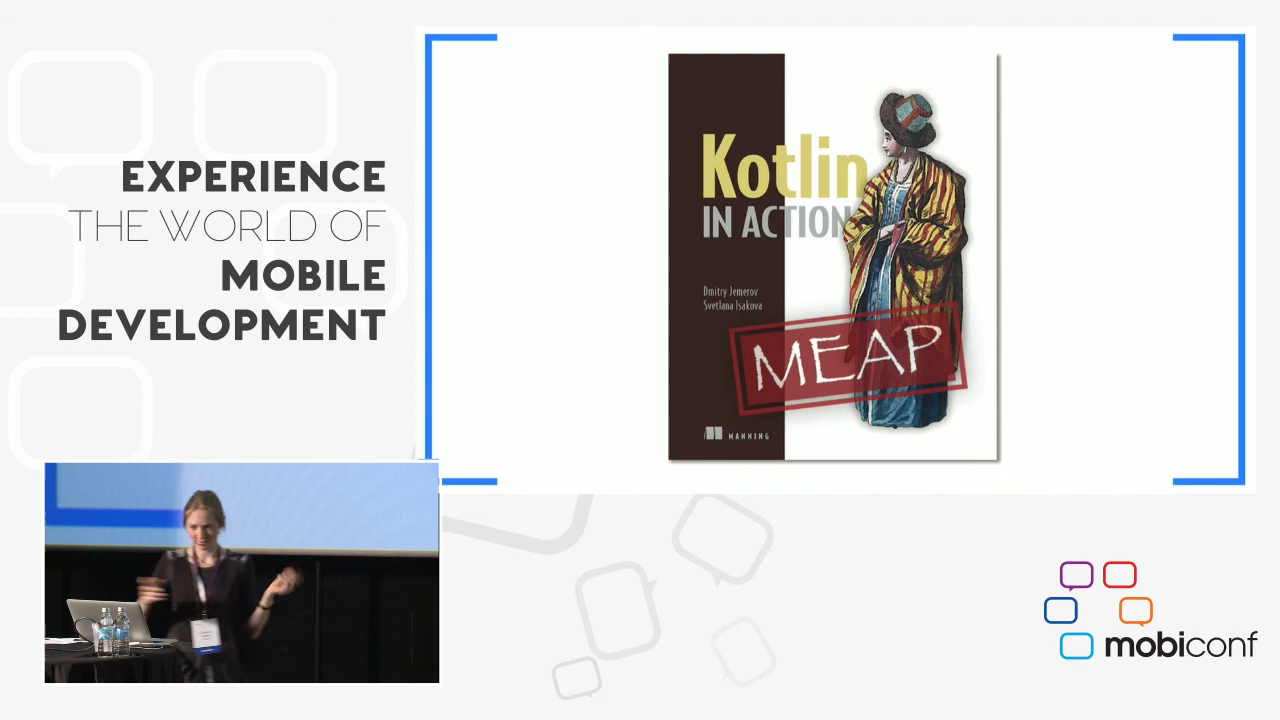 EXPERIENCE
THE WORLD OF
MOBILE
DEVELOPMENT
Kotlin
IN ACTION
Dmitry Jemerov
Svetlana Isakova
MEAP
MANNING
mobiconf